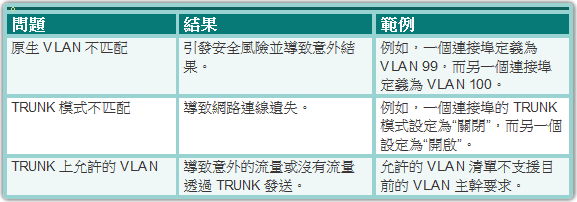 問題
結果
範例
原生 VLAN 不匹配
引發安全風險並導致意外結
果。
例如，一個連接埠定義為
VLAN 99，而另一個連接埠
定義為 VLAN 100。
TRUNK 模式不匹配
導致網路連線遺失。
例如，一個連接埠的 TRUNK
模式設定為“關閉”，而另一個
設定為“開啟”。
TRUNK 上允許的 VLAN
導致意外的流量或沒有流量
透過 TRUNK 發送。
允許的 VLAN 清單不支援目
前的 VLAN 主幹要求。